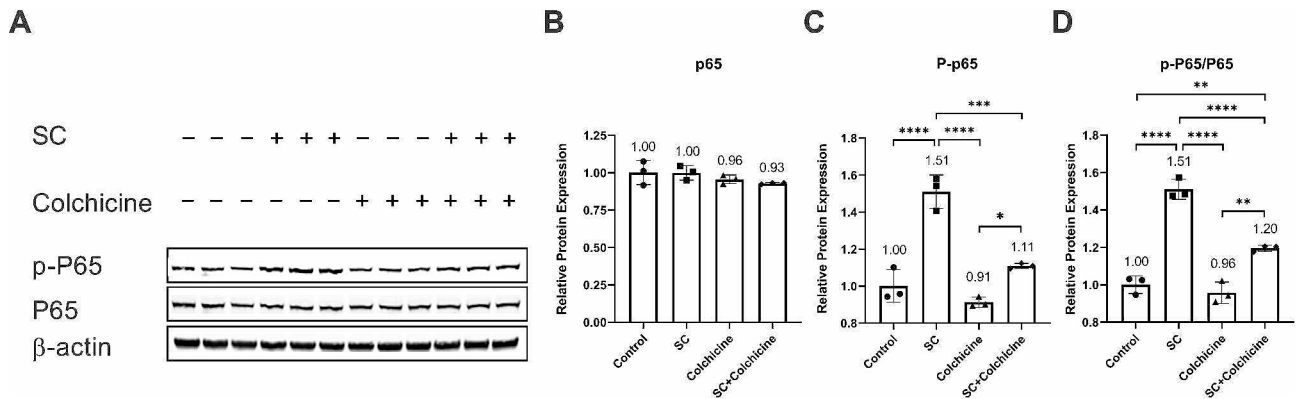 A
SC − − − + + + − − − + + +
Colchicine − − − − − − + + + + + +
p-P65
P65
β-actin
B
p65
Relative Protein Expression
1.25
1.00
0.75
0.50
0.25
0.00
1.00
1.00
0.96
0.93
Control
SC
Colchicine
SC+Colchicine
C
P-p65
Relative Protein Expression
1.8
1.6
1.4
1.2
1.0
0.8
***
**** ****
1.51
*
1.00
0.91
1.11
Control
SC
Colchicine
SC+Colchicine
D
p-P65/P65
Relative Protein Expression
1.8
1.6
1.4
1.2
1.0
0.8
**
****
**** ****
1.51
**
1.00
0.96
1.20
Control
SC
Colchicine
SC+Colchicine